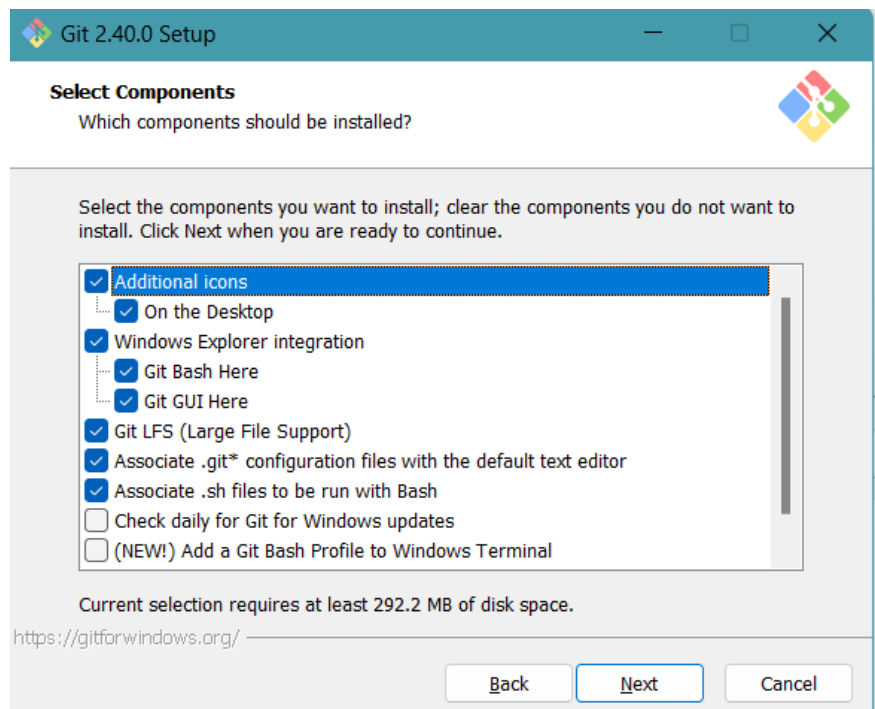 Git 2.40.0 Setup
Select Components
Which components should be installed?
Select the components you want to install; clear the components you do not want to
install. Click Next when you are ready to continue.
Additional icons
On the Desktop
Windows Explorer integration
Git Bash Here
Git GUI Here
Git LFS (Large File Support)
Associate .git* configuration files with the default text editor
Associate .sh files to be run with Bash
Check daily for Git for Windows updates
(NEW!) Add a Git Bash Profile to Windows Terminal
Current selection requires at least 292.2 MB of disk space.
https://gitforwindows.org/
Back
Next
Cancel